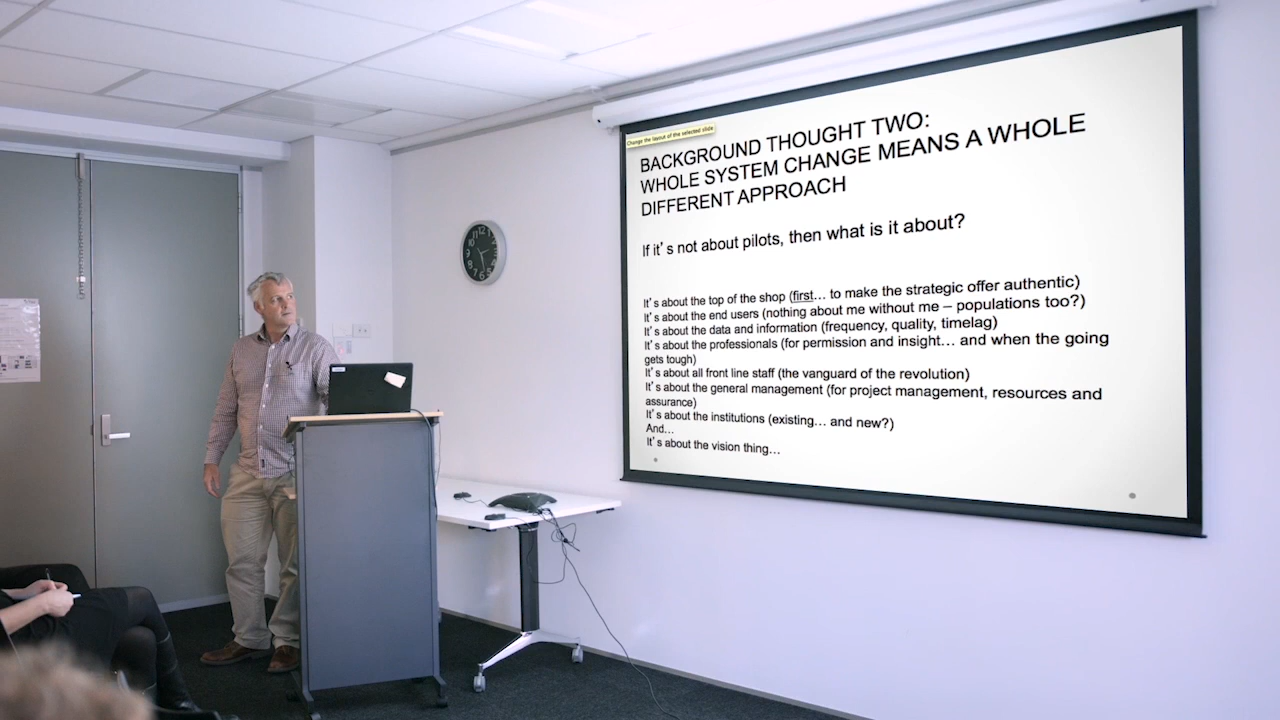 Change the layout of the selected slide
BACKGROUND THOUGHT TWO:
WHOLE SYSTEM CHANGE MEANS A WHOLE
DIFFERENT APPROACH
If it's not about pilots, then what is it about?
It's about the top of the shop (first… to make the strategic offer authentic)
It's about the end users (nothing about me without me – populations too?)
It's about the data and information (frequency, quality, timelag)
It's about the professionals (for permission and insight… and when the going
gets tough)
It's about all front line staff (the vanguard of the revolution)
It's about the general management (for project management, resources and
assurance)
It's about the institutions (existing… and new?)
And…
It's about the vision thing…